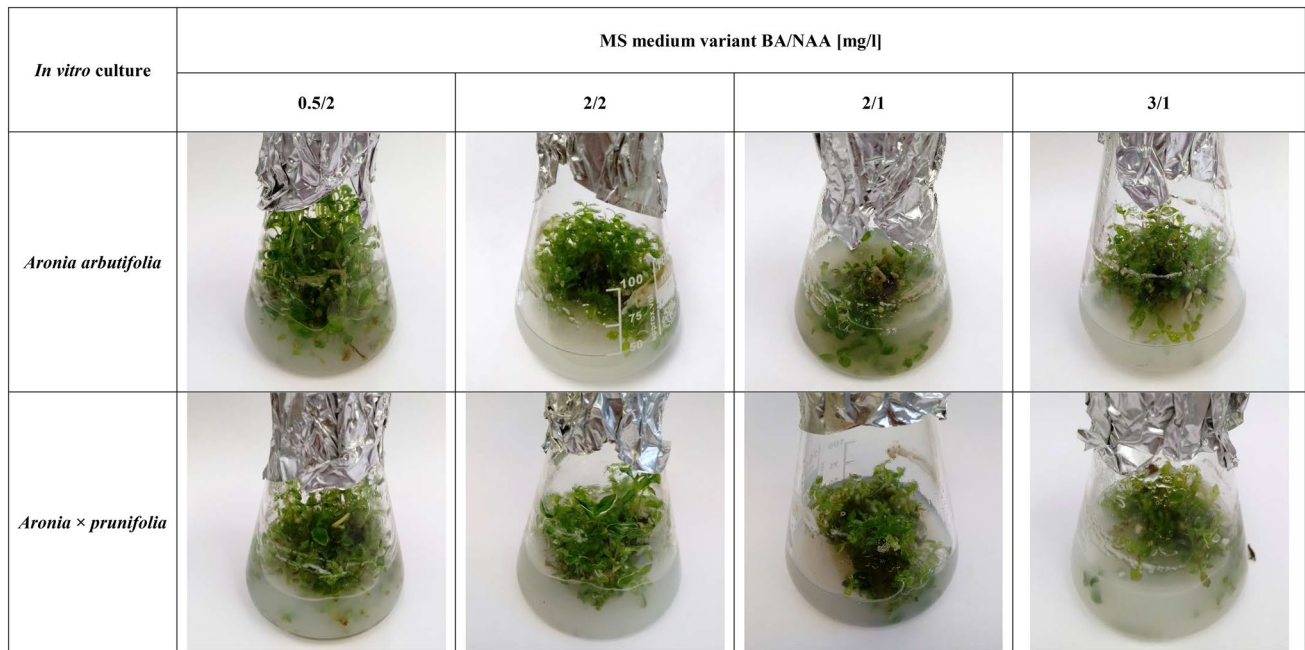 In vitro culture
MS medium variant BA/NAA [mg/l]
0.5/2
2/2
2/1
3/1
Aronia arbutifolia
100
75
50
Aronia × prunifolia